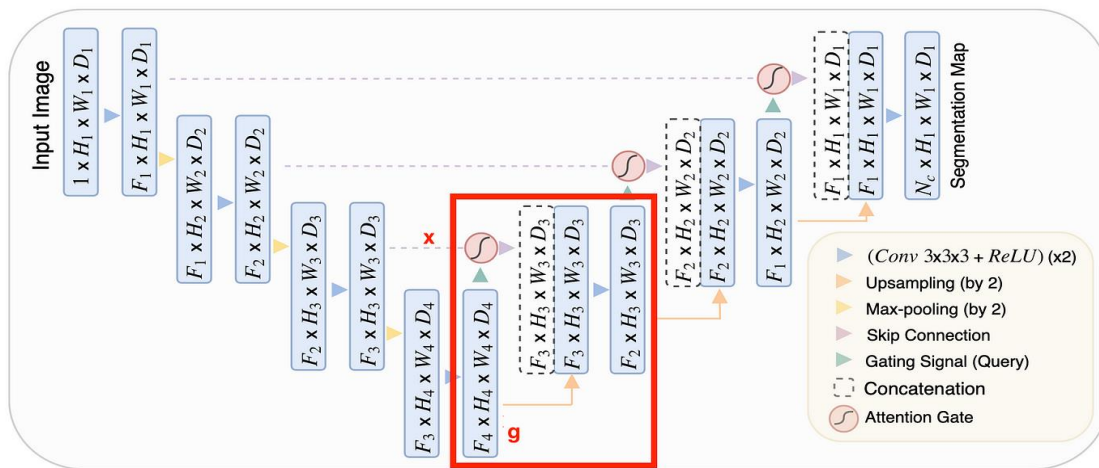 Input Image
1 x H₁ x W₁ x D₁
F₁ x H₁ x W₁ x D₁
F₁ x H₂ x W₂ x D₂
F₂ x H₂ x W₂ x D₂
F₂ x H₃ x W₃ x D₃
F₃ x H₃ x W₃ x D₃
F₃ x H₄ x W₄ x D₄
F₄ x H₄ x W₄ x D₄
x
g
F₃ x H₃ x W₃ x D₃
F₃ x H₃ x W₃ x D₃
F₂ x H₃ x W₃ x D₃
F₂ x H₂ x W₂ x D₂
F₂ x H₂ x W₂ x D₂
F₁ x H₂ x W₂ x D₂
F₁ x H₁ x W₁ x D₁
F₁ x H₁ x W₁ x D₁
N_c x H₁ x W₁ x D₁
Segmentation Map
(Conv 3x3x3 + ReLU) (x2)
Upsampling (by 2)
Max-pooling (by 2)
Skip Connection
Gating Signal (Query)
Concatenation
Attention Gate